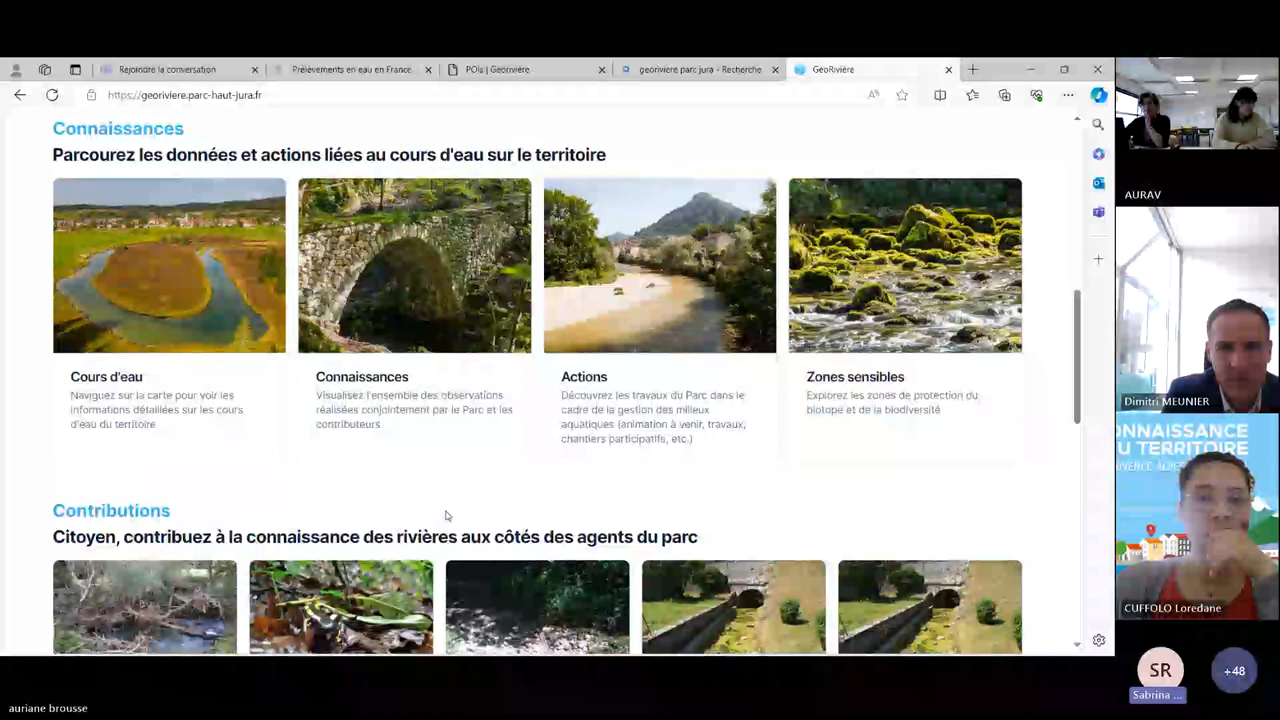 Rejoindre la conversation
Prélèvements en eau en France
POIs | Georivière
georiviere parc jura - Recherche
GeoRivière
https://georiviere.parc-haut-jura.fr
Connaissances
Parcourez les données et actions liées au cours d'eau sur le territoire
Cours d'eau
Naviguez sur la carte pour voir les
informations détaillées sur les cours
d'eau du territoire
Connaissances
Visualisez l'ensemble des observations
réalisées conjointement par le Parc et les
contributeurs
Actions
Découvrez les travaux du Parc dans le
cadre de la gestion des milieux
aquatiques (animation à venir, travaux,
chantiers participatifs, etc.)
Zones sensibles
Explorez les zones de protection du
biotope et de la biodiversité
Contributions
Citoyen, contribuez à la connaissance des rivières aux côtés des agents du parc
AURAV
Dimitri MEUNIER
ONNAISSANCE
U TERRITOIRE
CUFFOLO Loredane
SR
Sabrina ...
+48
auriane brousse